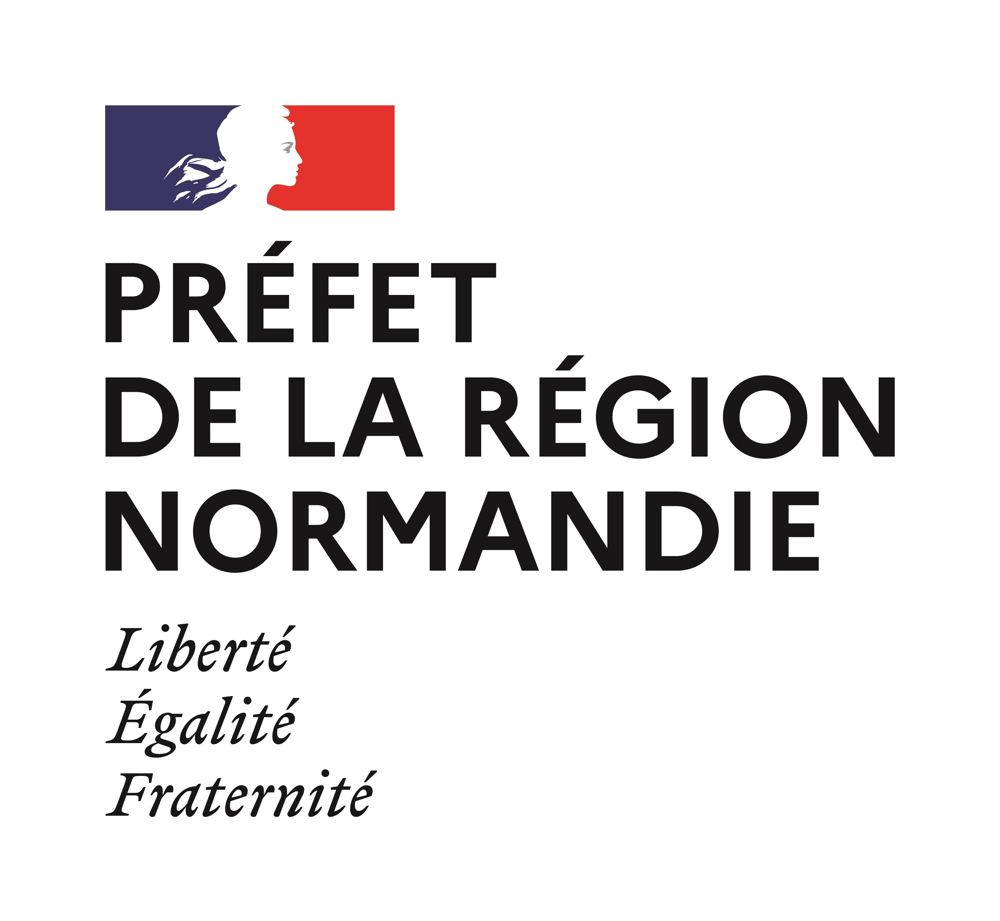 PRÉFET
DE LA RÉGION
NORMANDIE
Liberté
Égalité
Fraternité